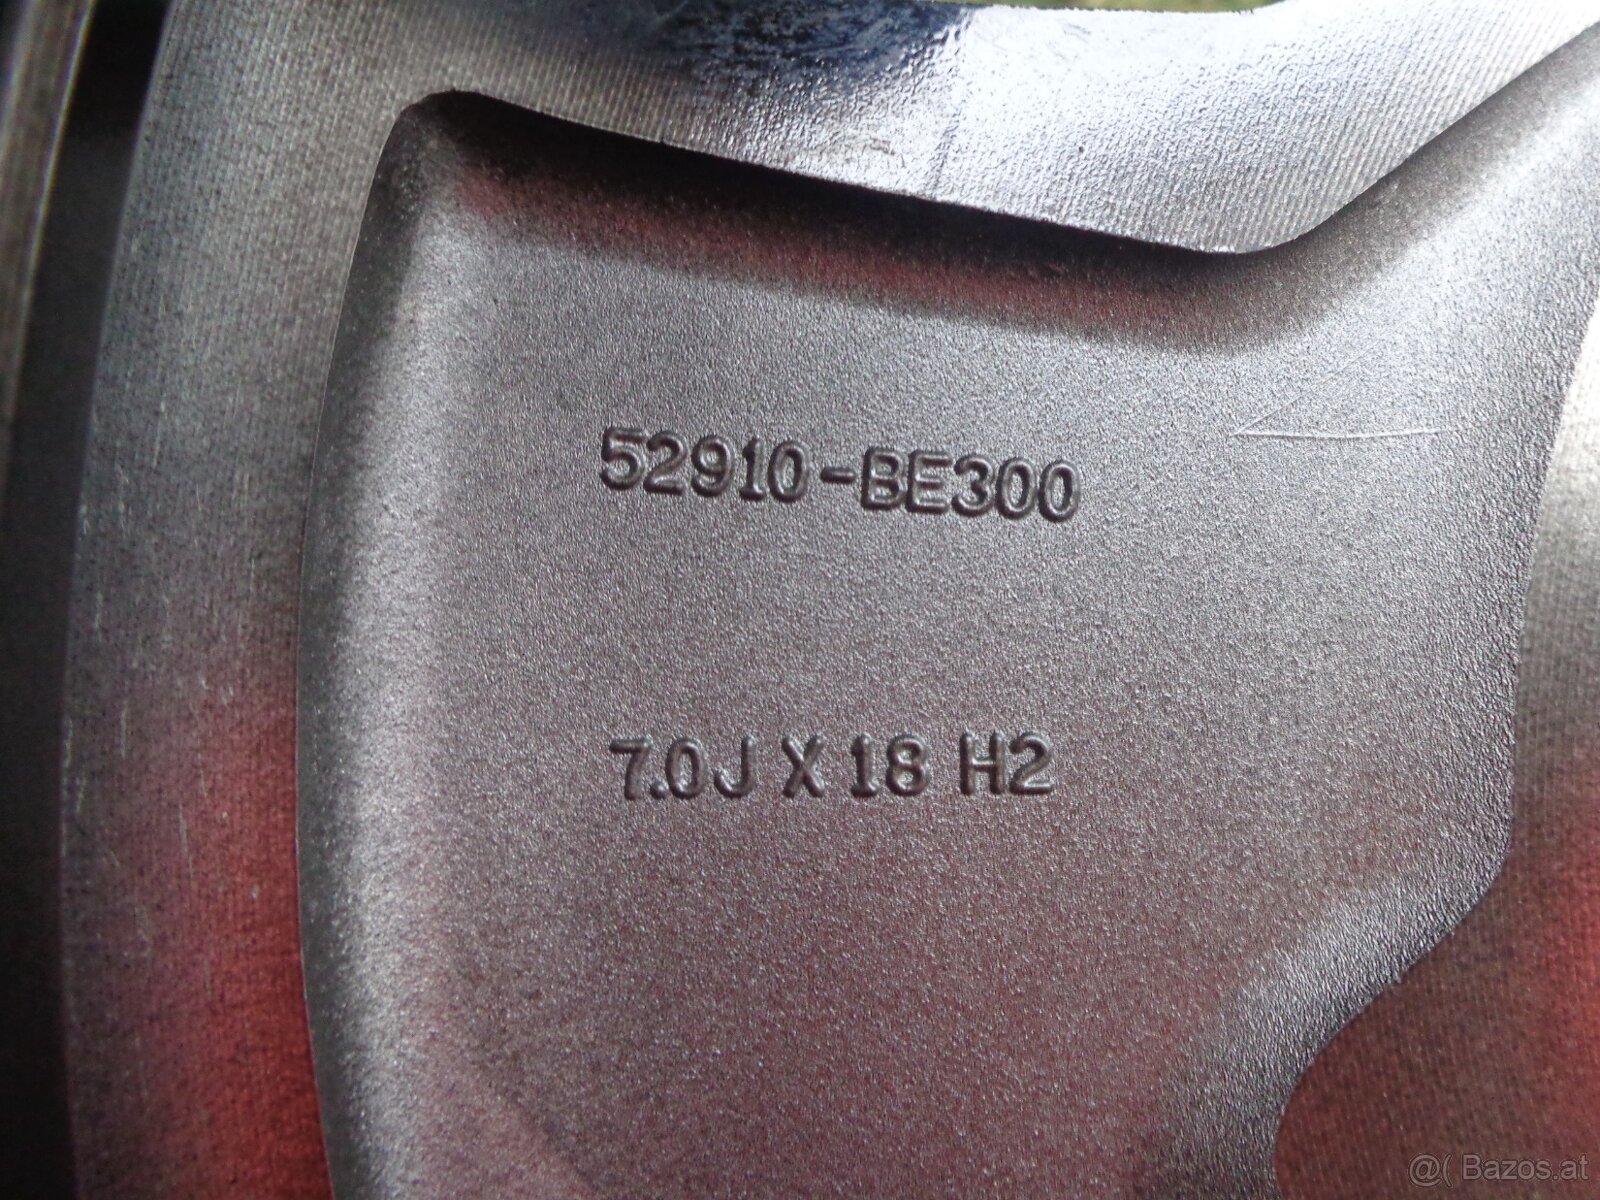 52910-BE300
7.0J X 18 H2
@( Bazos.at